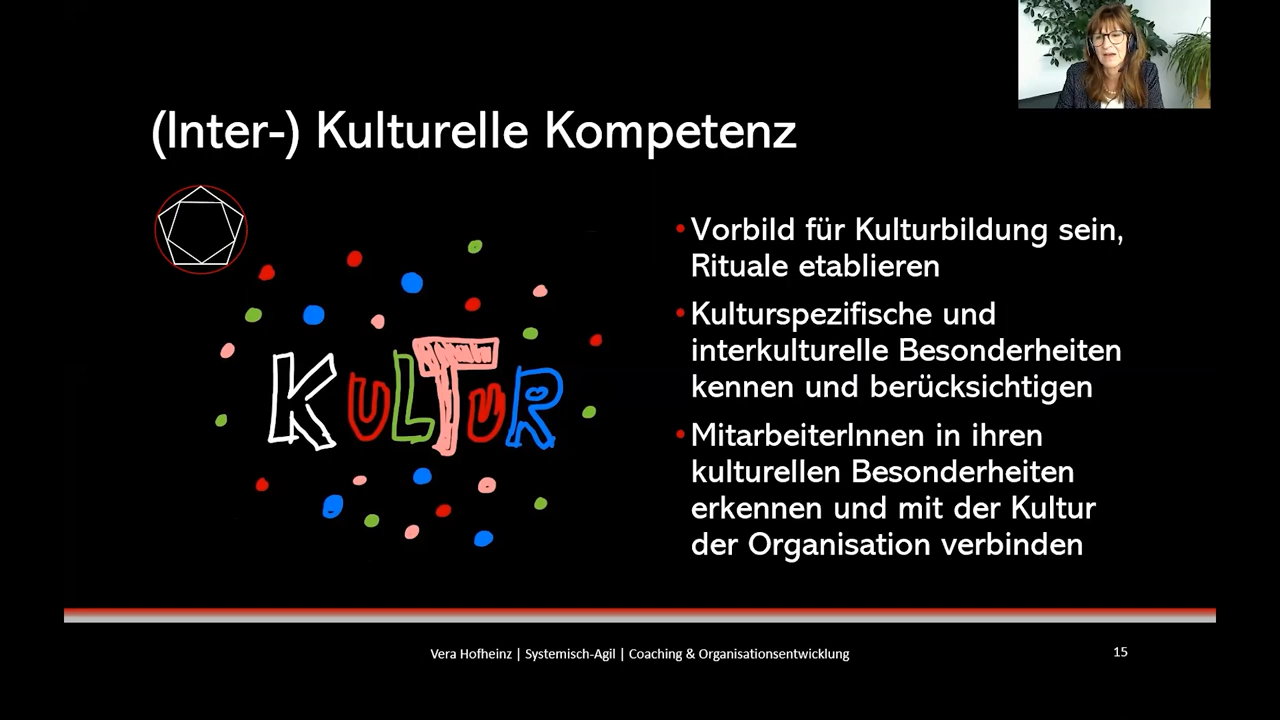 (Inter-) Kulturelle Kompetenz
KULTUR
• Vorbild für Kulturbildung sein,
Rituale etablieren
• Kulturspezifische und
interkulturelle Besonderheiten
kennen und berücksichtigen
• MitarbeiterInnen in ihren
kulturellen Besonderheiten
erkennen und mit der Kultur
der Organisation verbinden
Vera Hofheinz | Systemisch-Agil | Coaching & Organisationsentwicklung
15